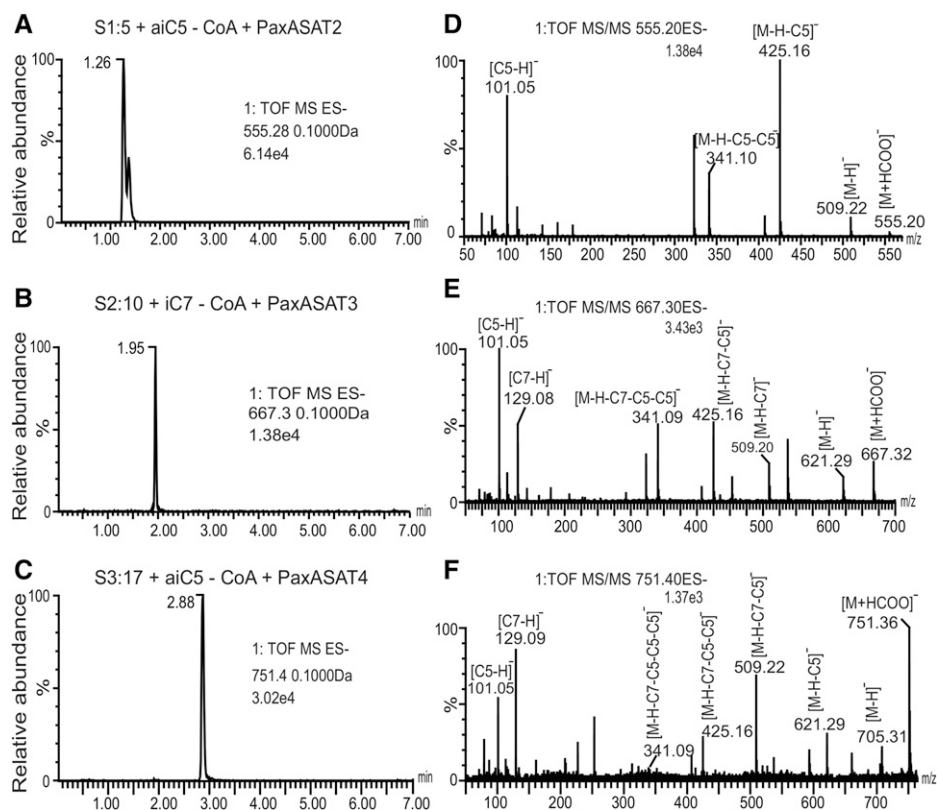 A
S1:5 + aiC5 - CoA + PaxASAT2
Relative abundance
%
100
0
1.26
1: TOF MS ES-
555.28 0.1000Da
6.14e4
1.00 2.00 3.00 4.00 5.00 6.00 7.00
min
D
1:TOF MS/MS 555.20ES-
1.38e4
%
100
0
[C5-H]-
101.05
[M-H-C5-C5]-
341.10
[M-H-C5]-
425.16
[M-H]-
509.22
[M+HCOO]-
555.20
50 100 150 200 250 300 350 400 450 500 550
m/z
B
S2:10 + iC7 - CoA + PaxASAT3
Relative abundance
%
100
0
1.95
1: TOF MS ES-
667.3 0.1000Da
1.38e4
1.00 2.00 3.00 4.00 5.00 6.00 7.00
min
E
1:TOF MS/MS 667.30ES-
3.43e3
%
100
0
[C5-H]-
101.05
[C7-H]-
129.08
[M-H-C7-C5-C5]-
341.09
[M-H-C7-C5]-
425.16
[M-H-C7]-
509.20
[M-H]-
621.29
[M+HCOO]-
667.32
100 200 300 400 500 600 700
m/z
C
S3:17 + aiC5 - CoA + PaxASAT4
Relative abundance
%
100
0
2.88
1: TOF MS ES-
751.4 0.1000Da
3.02e4
1.00 2.00 3.00 4.00 5.00 6.00 7.00
min
F
1:TOF MS/MS 751.40ES-
1.37e3
%
100
0
[C5-H]-
101.05
[C7-H]-
129.09
[M-H-C7-C5-C5-C5]-
341.09
[M-H-C7-C5-C5]-
425.16
[M-H-C7-C5]-
509.22
[M-H-C5]-
621.29
[M-H]-
705.31
[M+HCOO]-
751.36
50 100 200 300 400 500 600 700
m/z